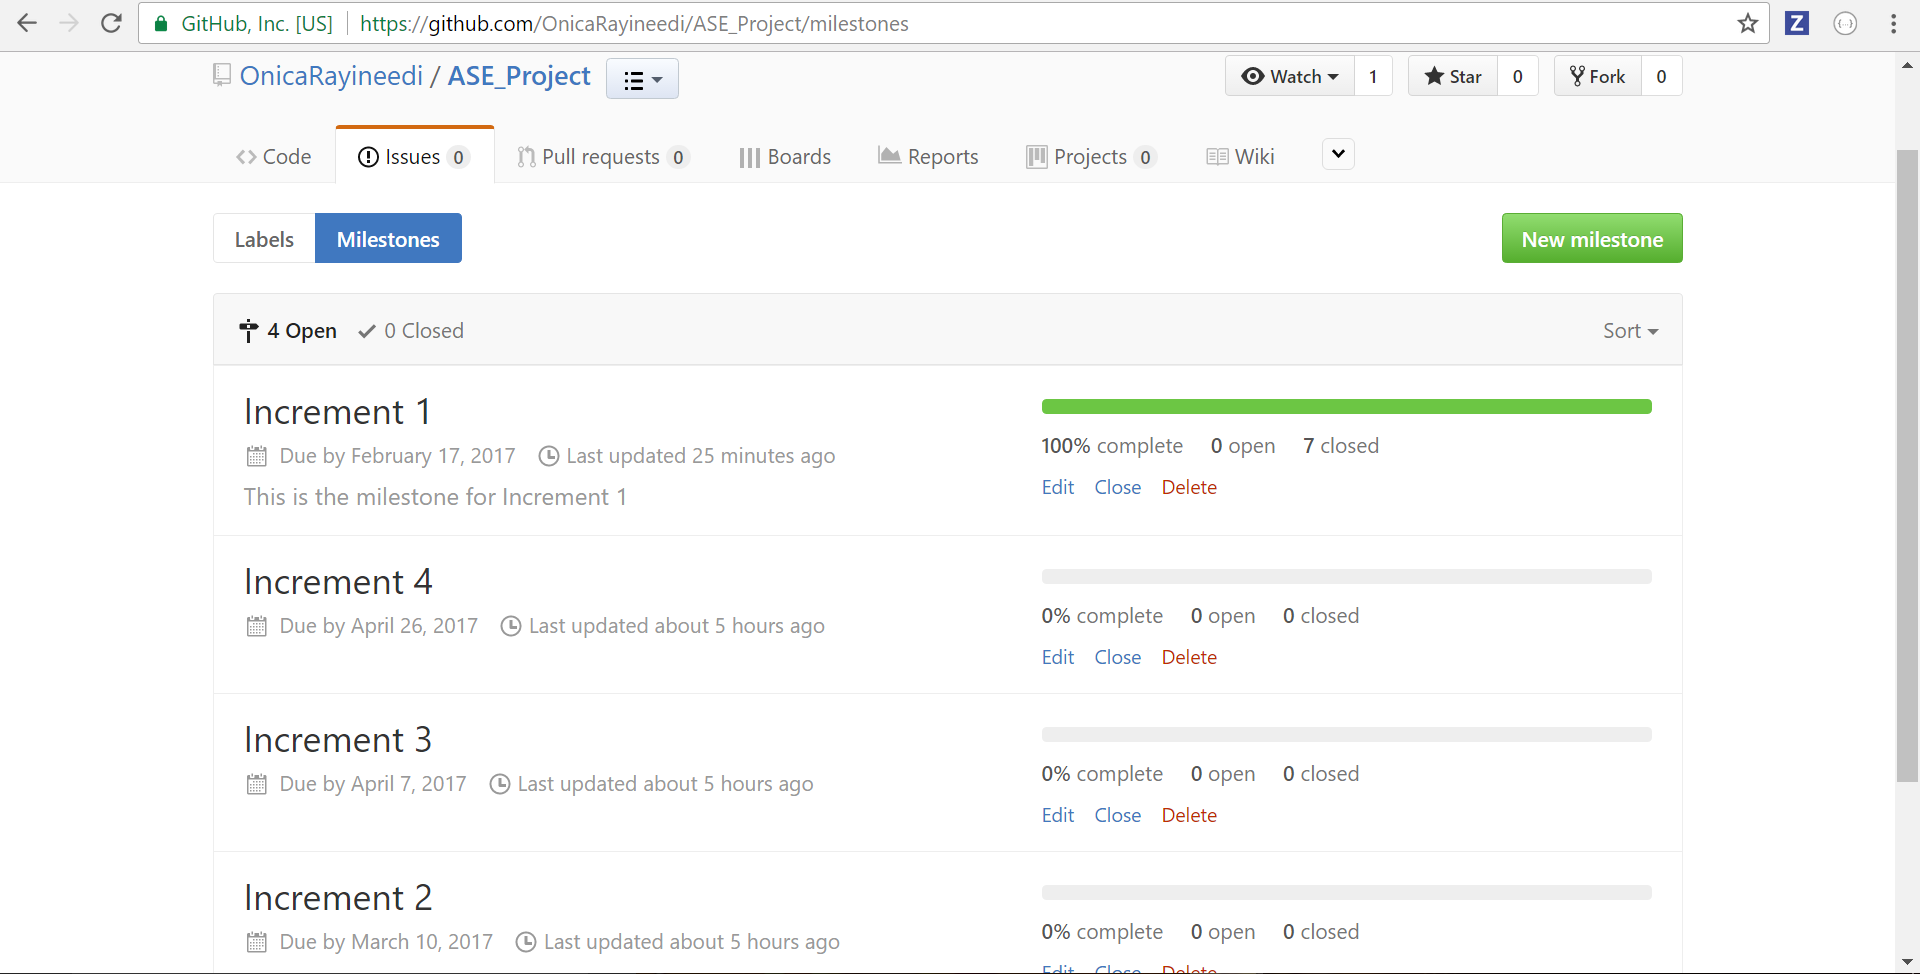 GitHub, Inc. [US] https://github.com/OnicaRayineedi/ASE_Project/milestones
Z {···}
OnicaRayineedi / ASE_Project Watch 1 Star 0 Fork 0
Code Issues 0 Pull requests 0 Boards Reports Projects 0 Wiki
Labels Milestones New milestone
4 Open 0 Closed Sort
Increment 1
Due by February 17, 2017 Last updated 25 minutes ago
This is the milestone for Increment 1
100% complete 0 open 7 closed
Edit Close Delete
Increment 4
Due by April 26, 2017 Last updated about 5 hours ago
0% complete 0 open 0 closed
Edit Close Delete
Increment 3
Due by April 7, 2017 Last updated about 5 hours ago
0% complete 0 open 0 closed
Edit Close Delete
Increment 2
Due by March 10, 2017 Last updated about 5 hours ago
0% complete 0 open 0 closed
Edit Close Delete